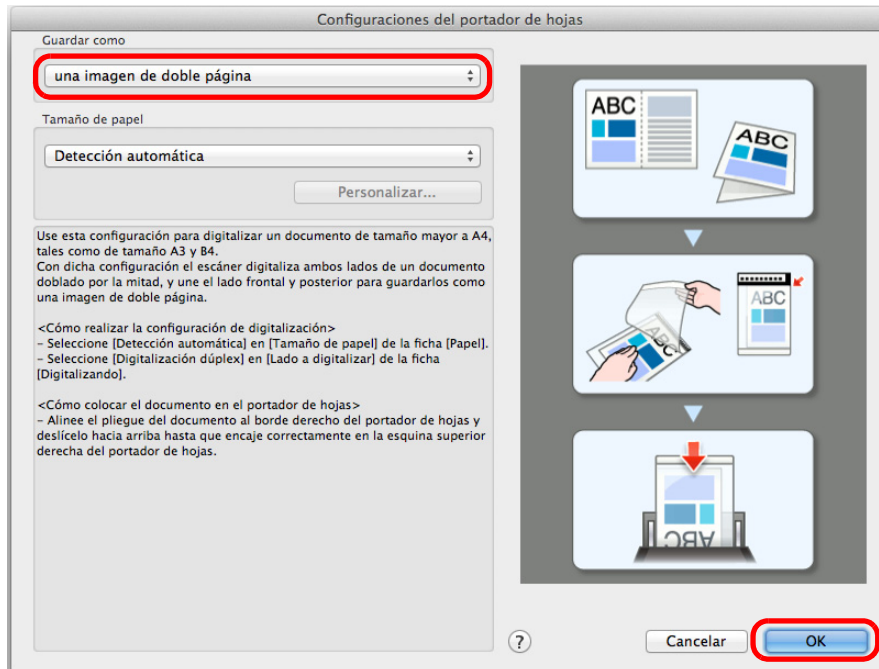 Configuraciones del portador de hojas
Guardar como
una imagen de doble página
Tamaño de papel
Detección automática
Personalizar...
Use esta configuración para digitalizar un documento de tamaño mayor a A4,
tales como de tamaño A3 y B4.
Con dicha configuración el escáner digitaliza ambos lados de un documento
doblado por la mitad, y une el lado frontal y posterior para guardarlos como
una imagen de doble página.
<Cómo realizar la configuración de digitalización>
– Seleccione [Detección automática] en [Tamaño de papel] de la ficha [Papel].
– Seleccione [Digitalización dúplex] en [Lado a digitalizar] de la ficha
[Digitalizando].
<Cómo colocar el documento en el portador de hojas>
– Alinee el pliegue del documento al borde derecho del portador de hojas y
deslícelo hacia arriba hasta que encaje correctamente en la esquina superior
derecha del portador de hojas.
ABC
ABC
ABC
ABC
ABC
?
Cancelar
OK